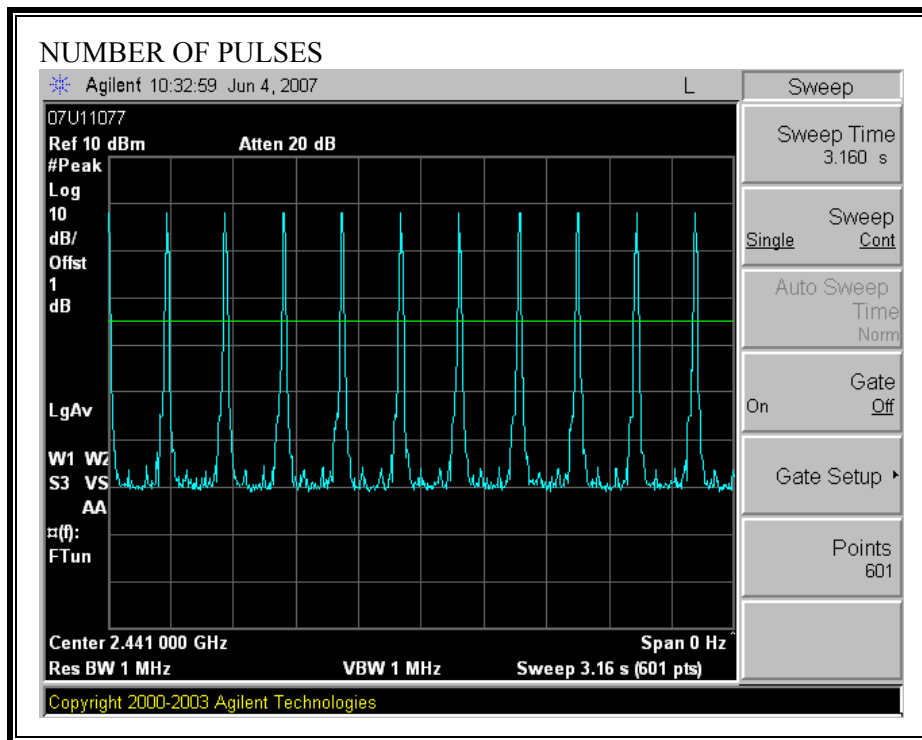 NUMBER OF PULSES
Agilent 10:32:59 Jun 4, 2007 L
07U11077
Ref 10 dBm Atten 20 dB
#Peak
Log
10
dB/
Offst
1
dB
LgAv
W1 W2
S3 VS
AA
¤(f):
FTun
Center 2.441 000 GHz Span 0 Hz^
Res BW 1 MHz VBW 1 MHz Sweep 3.16 s (601 pts)
Copyright 2000-2003 Agilent Technologies
Sweep
Sweep Time
3.160 s
Sweep
Single Cont
Auto Sweep
Time
Norm
Gate
On Off
Gate Setup
Points
601